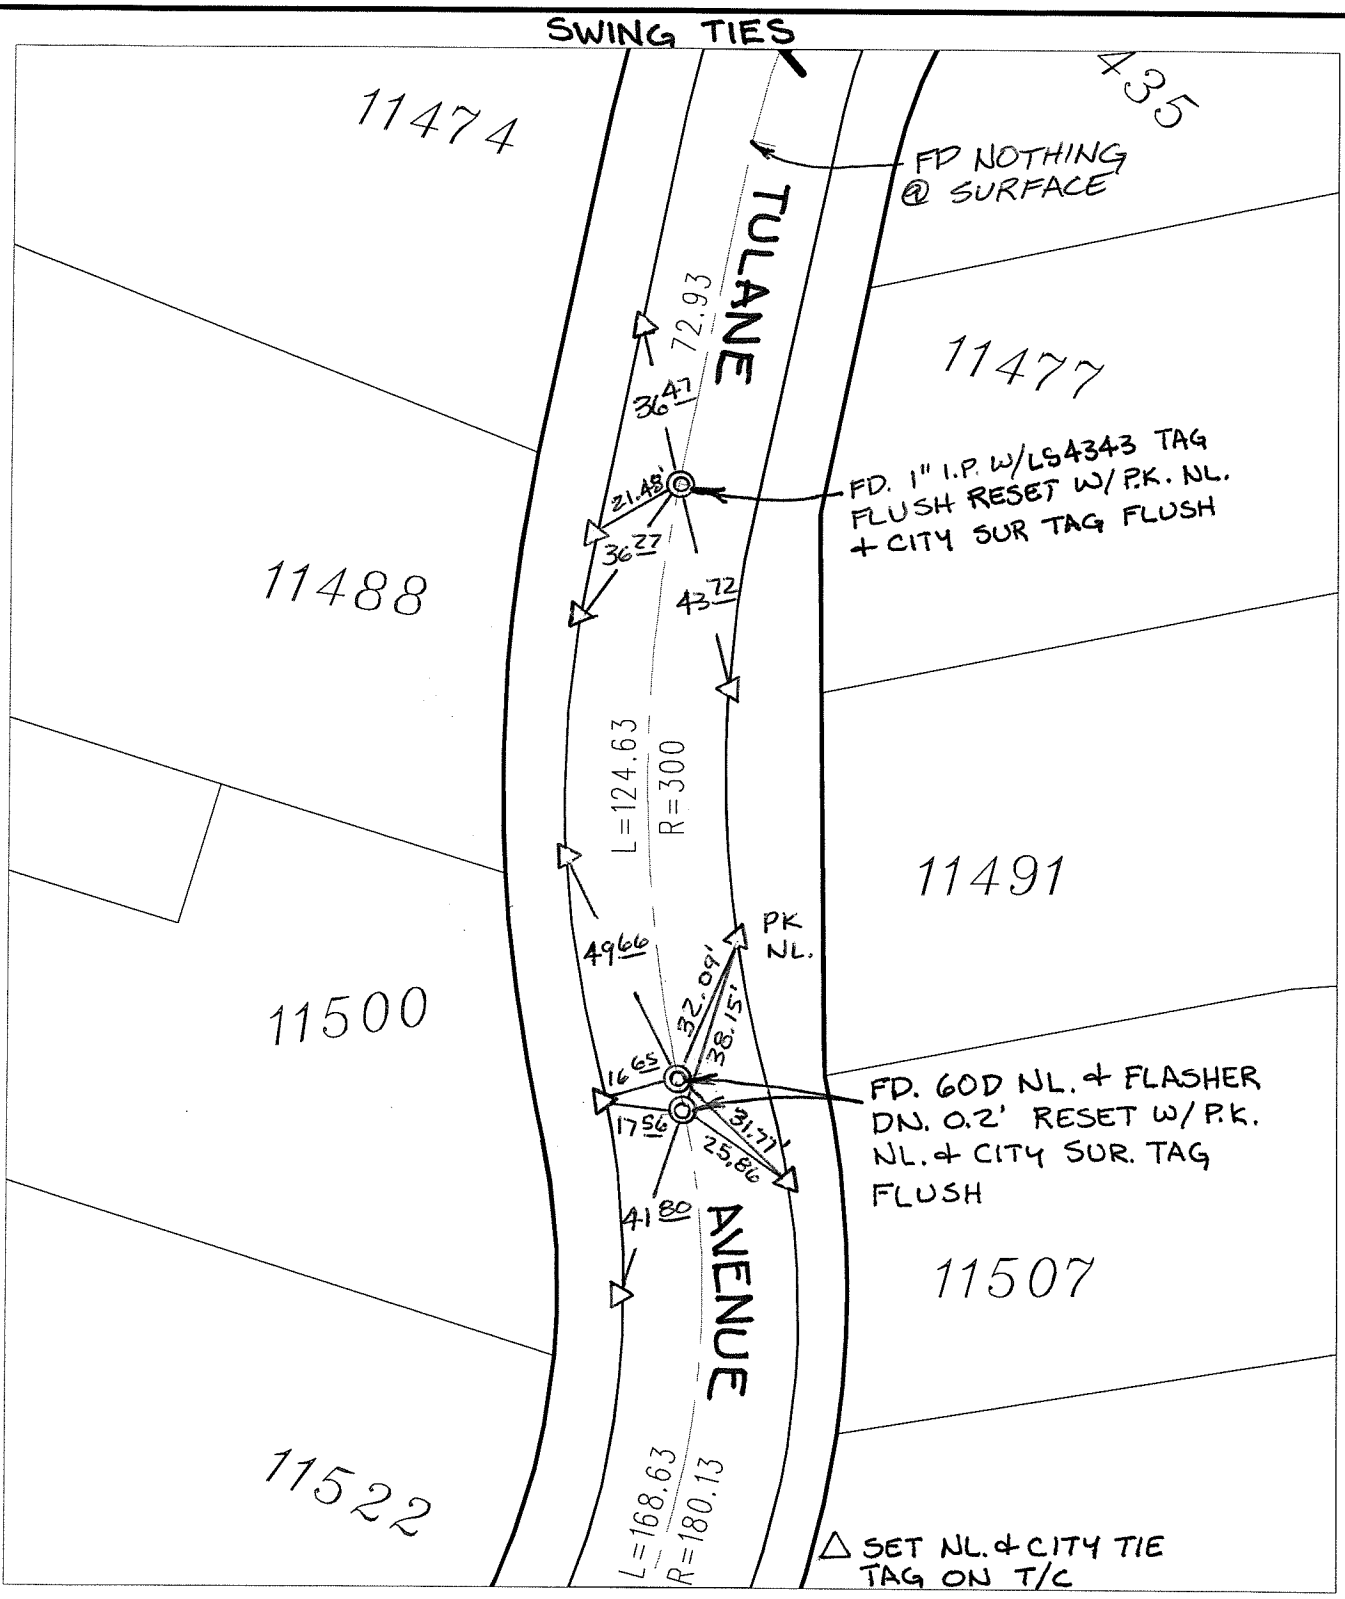 SWING TIES
11474
435
FP NOTHING
@ SURFACE
TULANE
72.93
11477
36 47
FD. 1" I.P. W/LS4343 TAG
FLUSH RESET W/ P.K. NL.
& CITY SUR TAG FLUSH
21.48'
36 27
43 72
11488
L=124.63
R=300
11491
PK
NL.
49 66
32.09'
38.15'
11500
16 65
17 56
31.77'
25.86
FD. 60D NL. & FLASHER
DN. 0.2' RESET W/ P.K.
NL. & CITY SUR. TAG
FLUSH
41 80
AVENUE
11507
11522
L=168.63
R=180.13
△ SET NL. & CITY TIE
TAG ON T/C